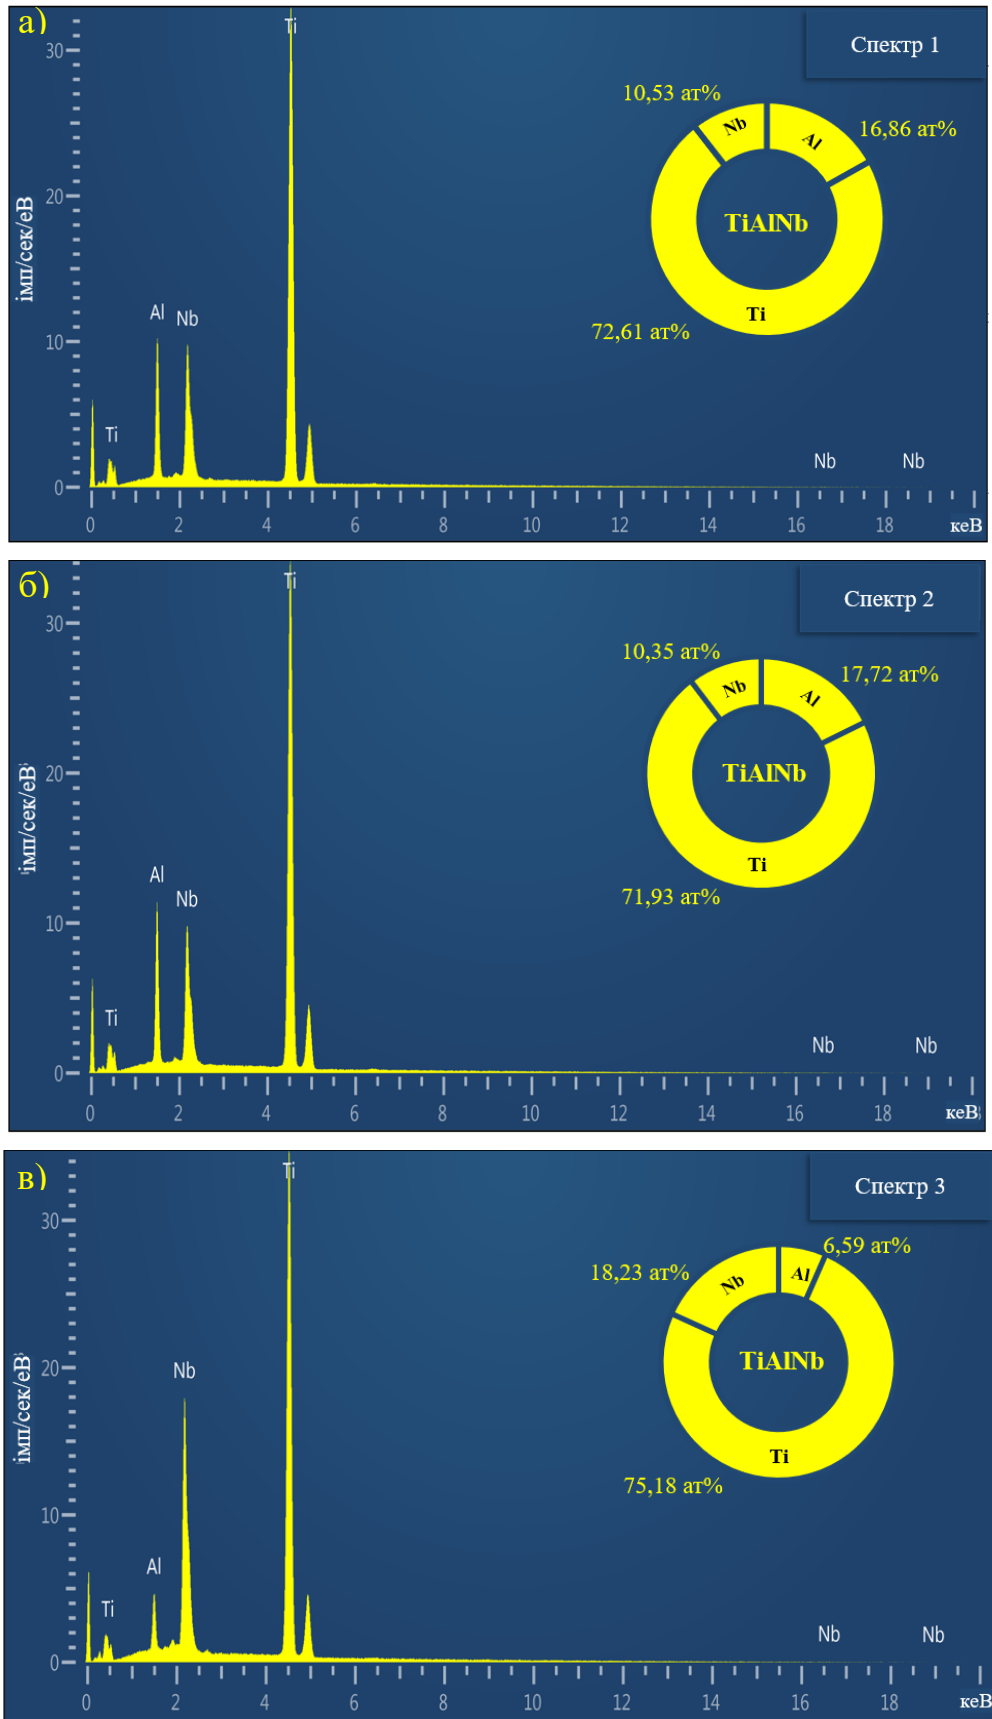 а)
Спектр 1
Ti
30
20
10
0
імп/сек/еВ
10,53 ат%
16,86 ат%
Nb
Al
TiAlNb
Ti
72,61 ат%
Al
Nb
Ti
Nb
Nb
0 2 4 6 8 10 12 14 16 18 кеВ
б)
Спектр 2
Ti
30
20
10
0
імп/сек/еВ
10,35 ат%
17,72 ат%
Nb
Al
TiAlNb
Ti
71,93 ат%
Al
Nb
Ti
Nb
Nb
0 2 4 6 8 10 12 14 16 18 кеВ
в)
Спектр 3
Ti
30
20
10
0
імп/сек/еВ
18,23 ат%
6,59 ат%
Nb
Al
TiAlNb
Ti
75,18 ат%
Nb
Al
Ti
Nb
Nb
0 2 4 6 8 10 12 14 16 18 кеВ